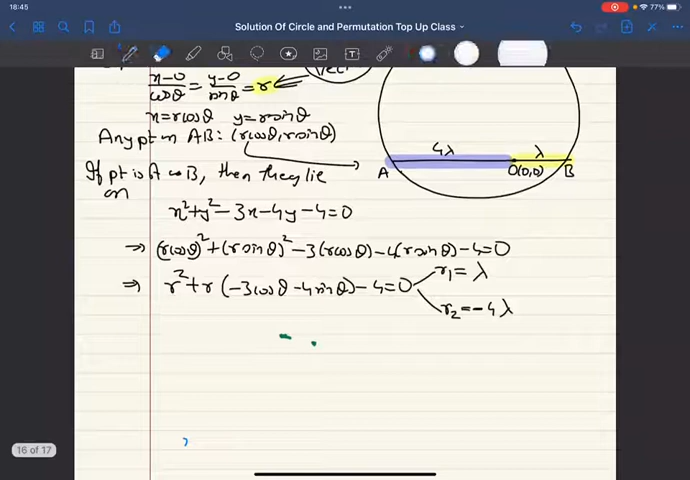 18:45
77%
Solution Of Circle and Permutation Top Up Class
x-0/cosθ = y-0/sinθ = r
x=rcosθ y=rsinθ
Any pt on AB: (rcosθ, rsinθ)
4λ
λ
A
O(0,0)
B
If pt is A or B, then they lie
on
x²+y²-3x-4y-4=0
⇒ (rcosθ)²+(rsinθ)²-3(rcosθ)-4(rsinθ)-4=0
⇒ r²+r(-3cosθ-4sinθ)-4=0
r₁=λ
r₂=-4λ
16 of 17